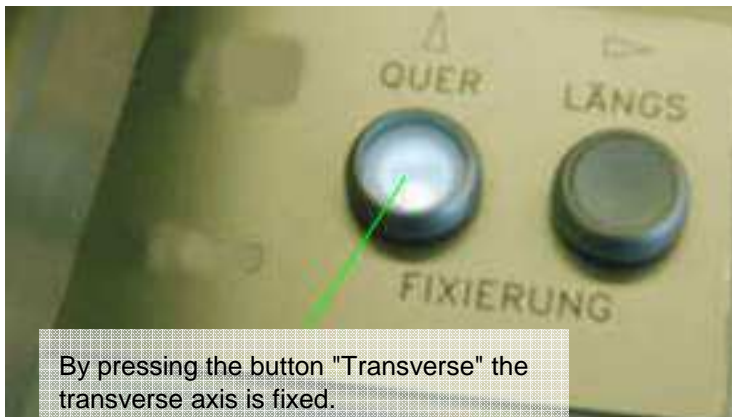 QUER
LÄNGS
FIXIERUNG
By pressing the button "Transverse" the
transverse axis is fixed.